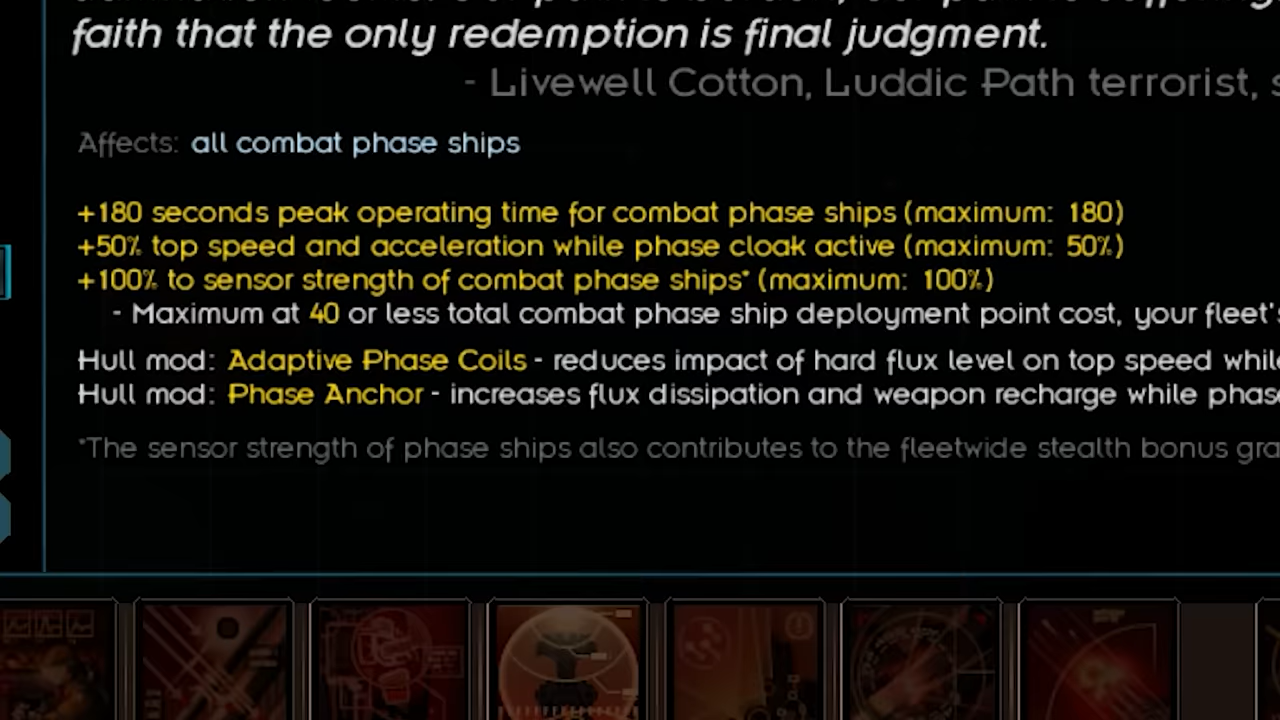 faith that the only redemption is final judgment.
- Livewell Cotton, Luddic Path terrorist,
Affects: all combat phase ships
+180 seconds peak operating time for combat phase ships (maximum: 180)
+50% top speed and acceleration while phase cloak active (maximum: 50%)
+100% to sensor strength of combat phase ships* (maximum: 100%)
- Maximum at 40 or less total combat phase ship deployment point cost, your fleet's
Hull mod: Adaptive Phase Coils - reduces impact of hard flux level on top speed while
Hull mod: Phase Anchor - increases flux dissipation and weapon recharge while
*The sensor strength of phase ships also contributes to the fleetwide stealth bonus